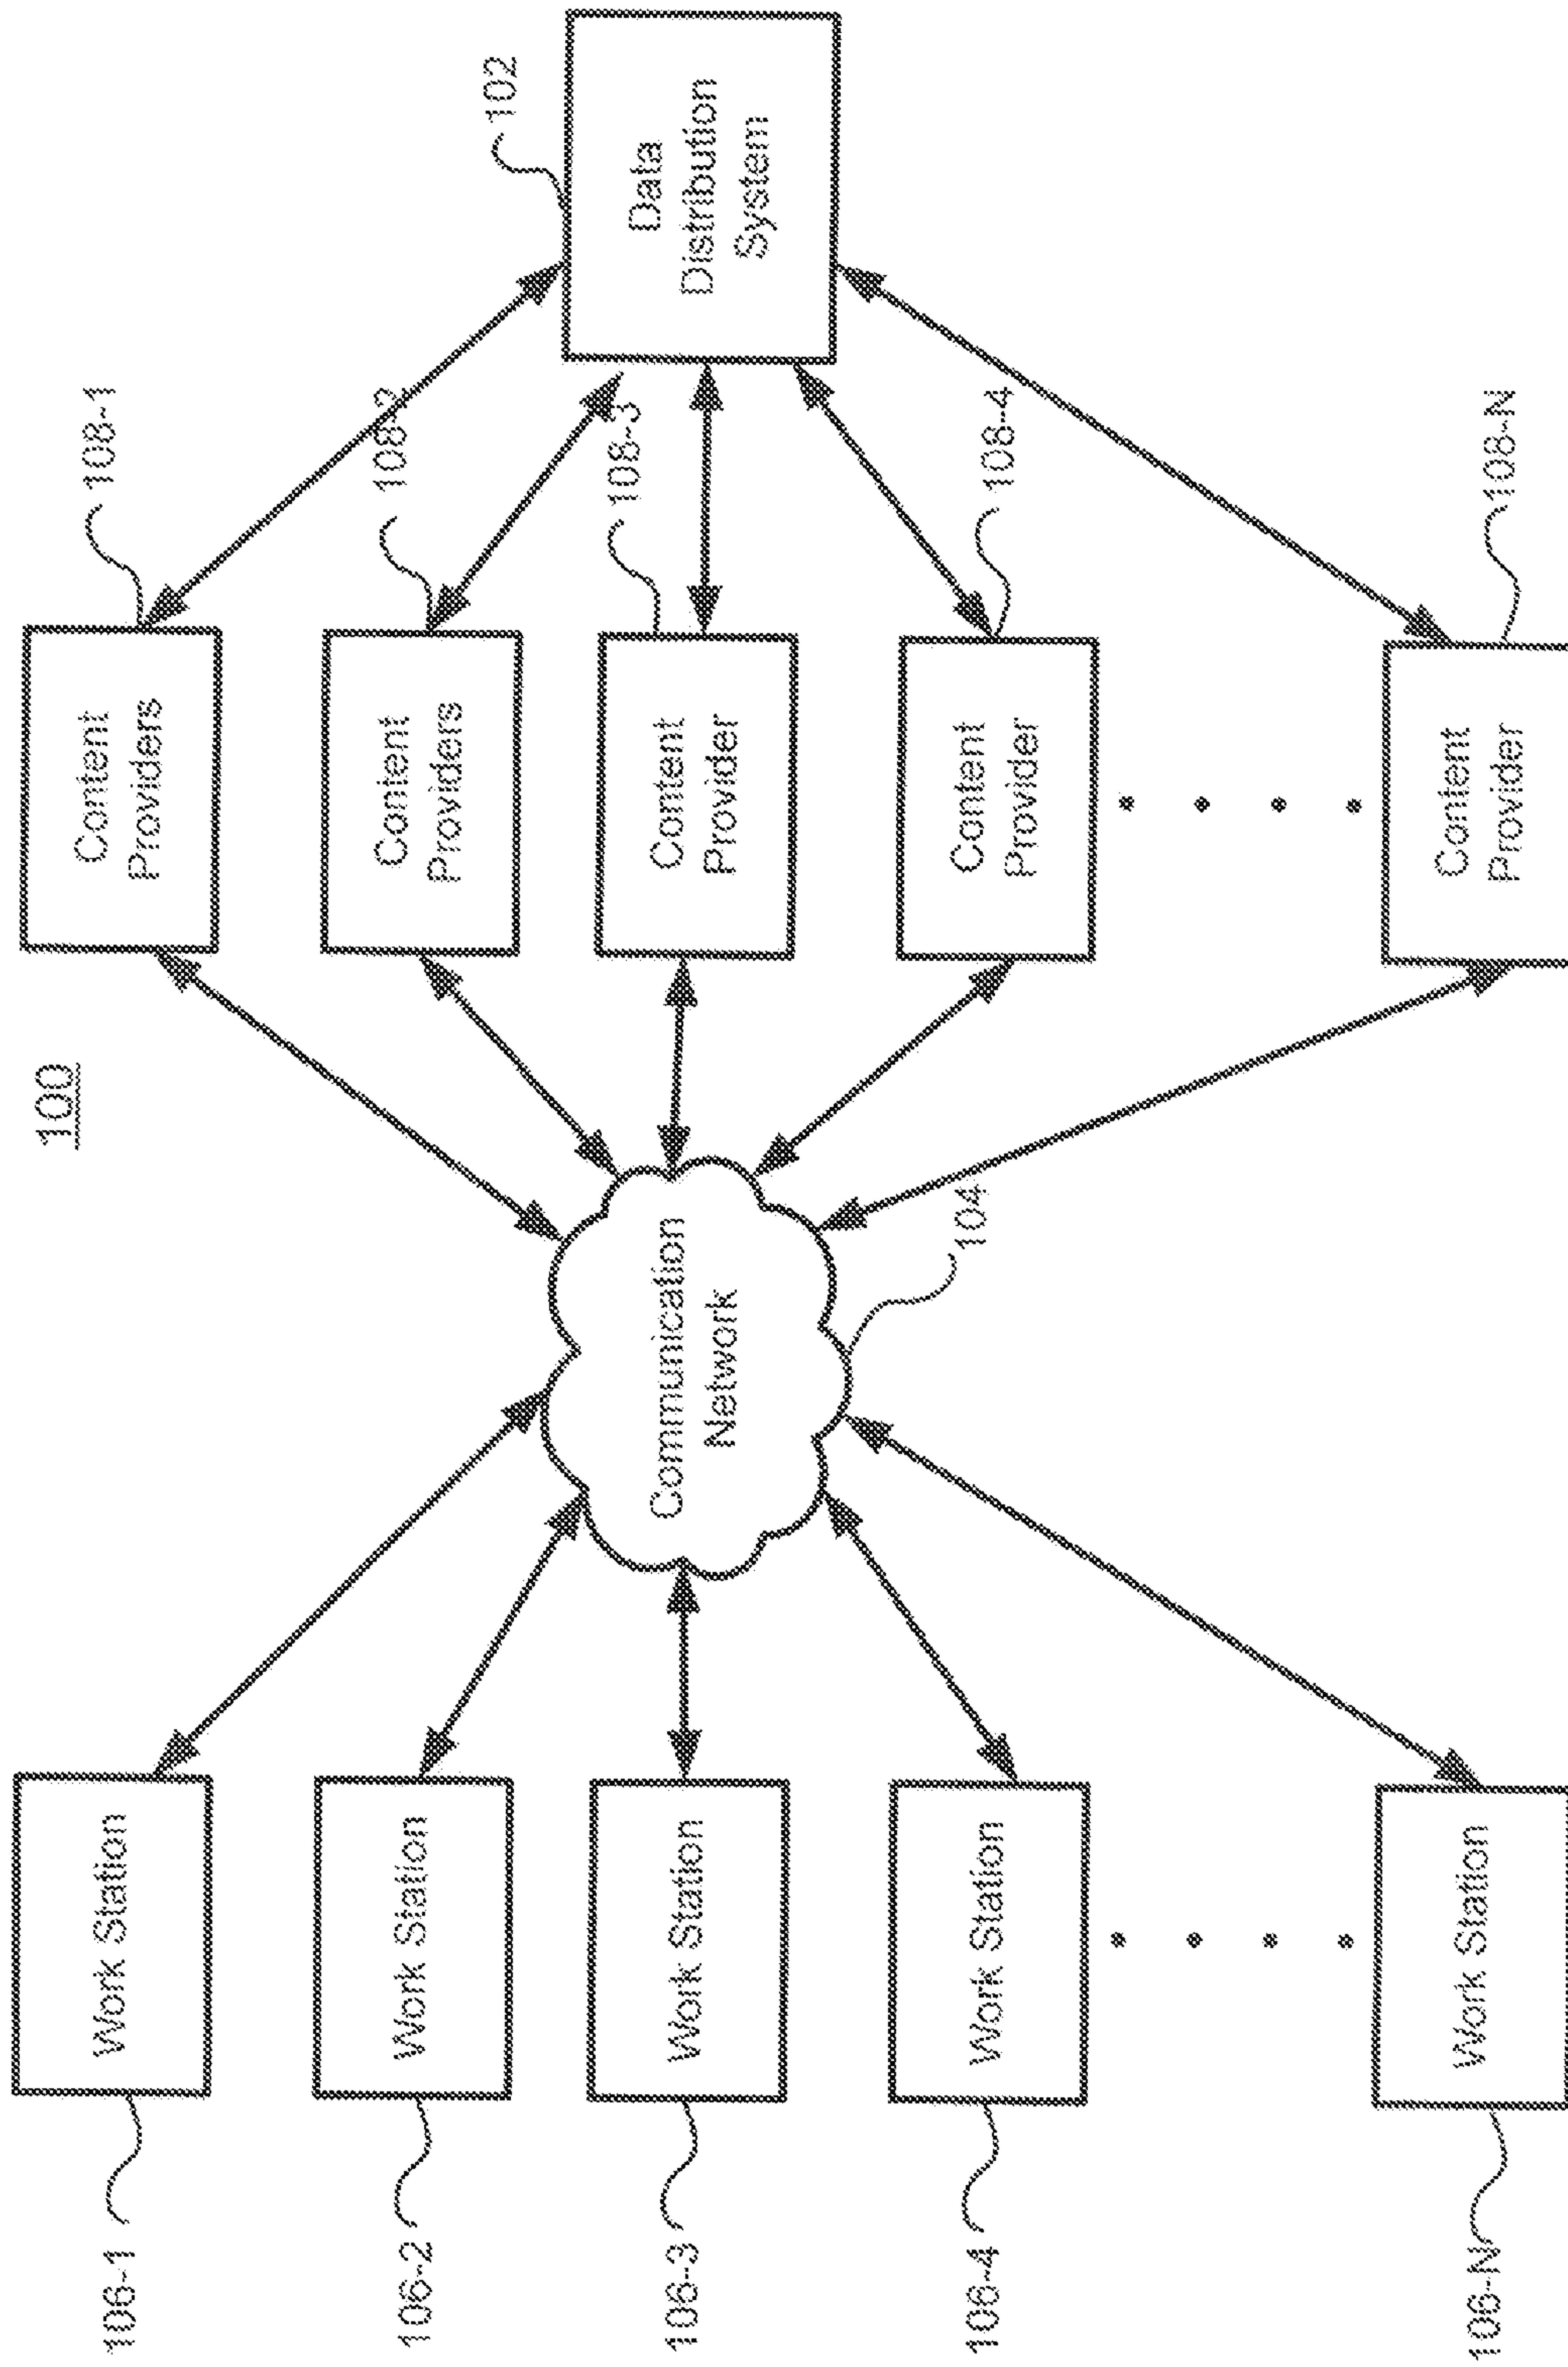 100
106-1
Work Station
106-2
Work Station
106-3
Work Station
106-4
Work Station
106-N
Work Station
Communication
Network
104
108-1
Content
Providers
108-2
Content
Providers
108-3
Content
Provider
108-4
Content
Provider
108-N
Content
Provider
102
Data
Distribution
System